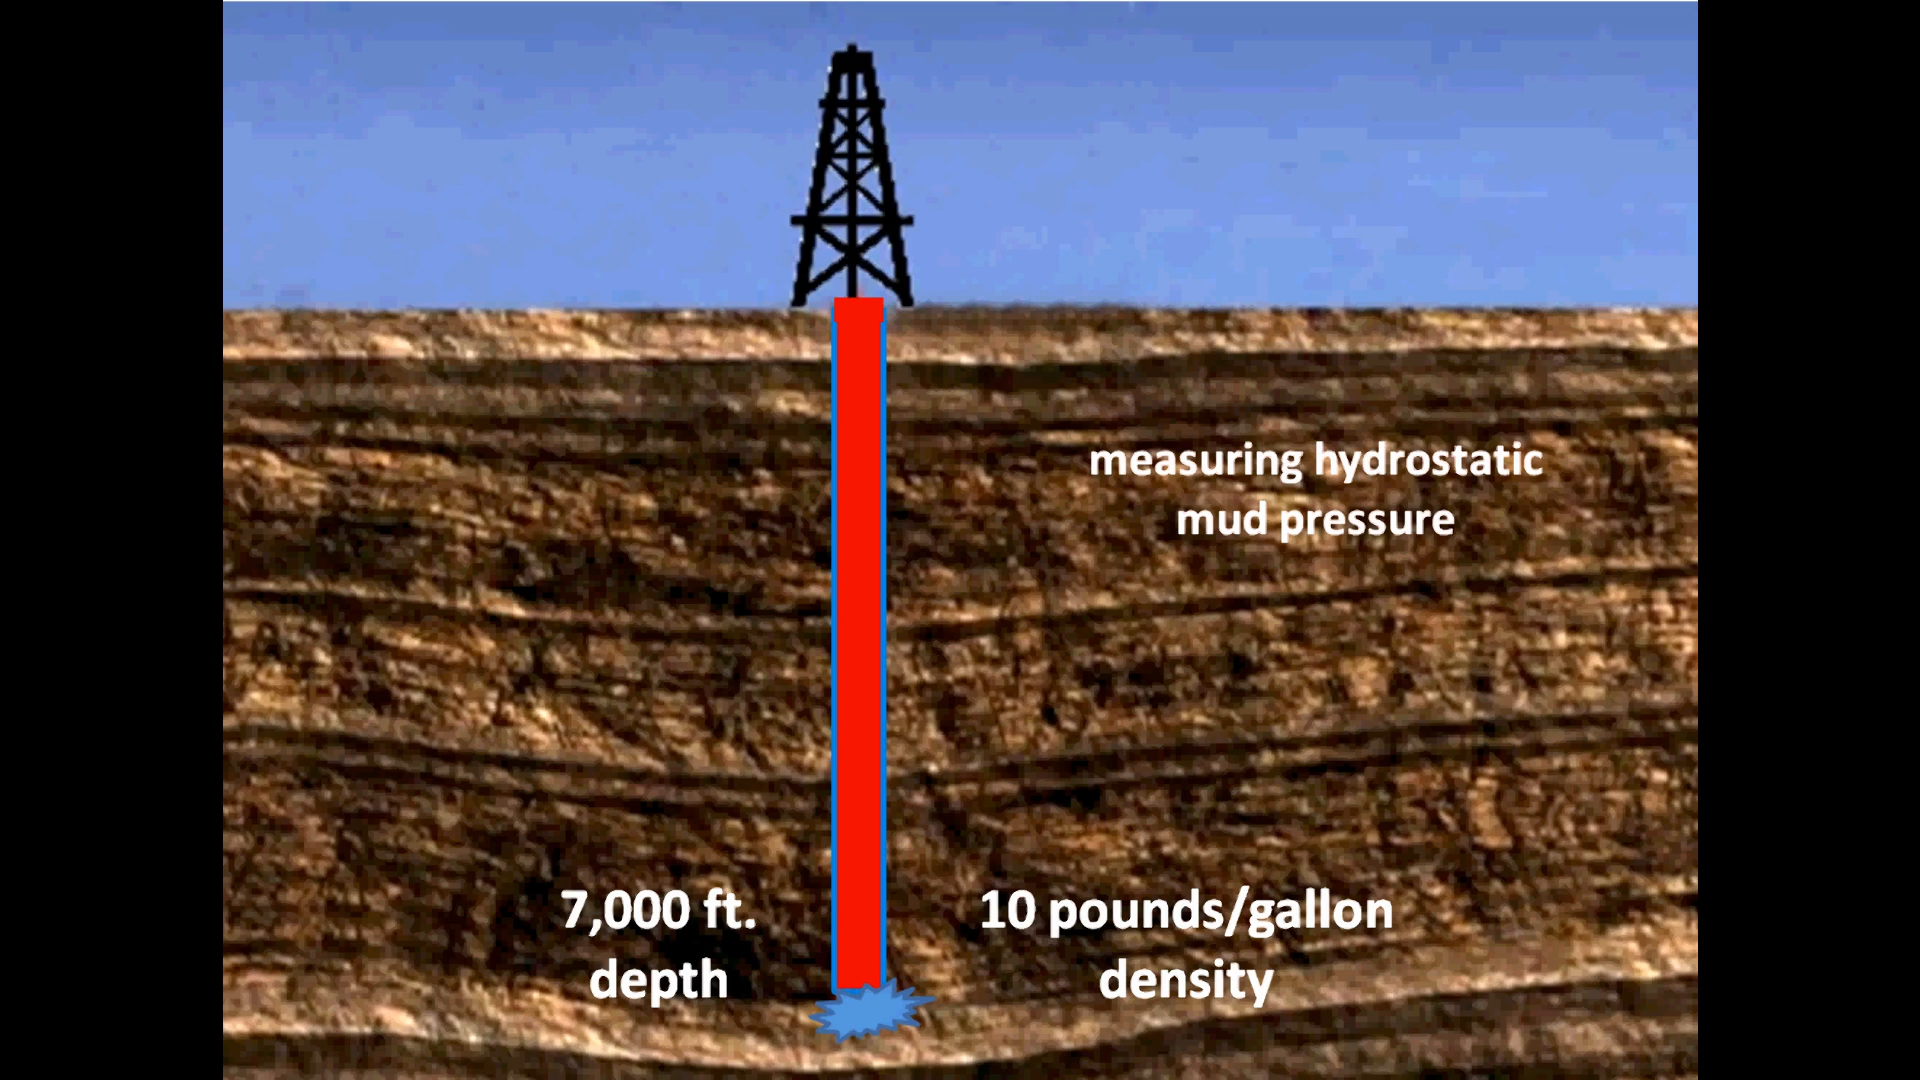 measuring hydrostatic
mud pressure
7,000 ft.
depth
10 pounds/gallon
density